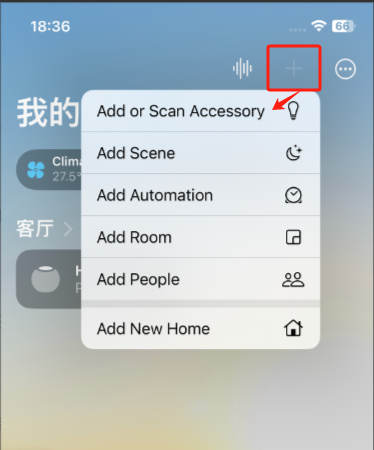 18:36
66
我的
Add or Scan Accessory
Add Scene
Clima
27.5°
Add Automation
客厅
Add Room
H
P
Add People
Add New Home